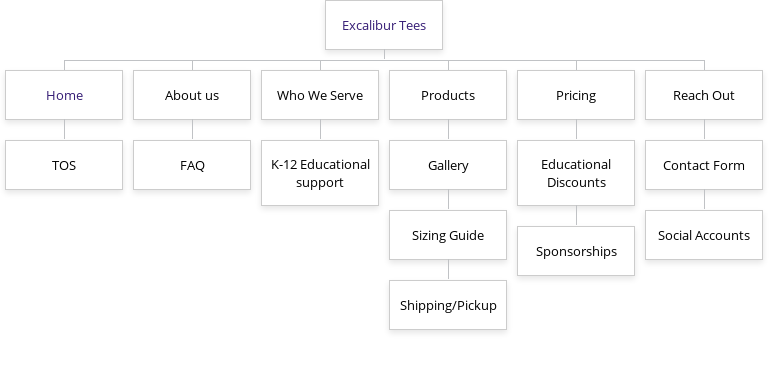 Excalibur Tees
Home
About us
Who We Serve
Products
Pricing
Reach Out
TOS
FAQ
K-12 Educational
support
Gallery
Educational
Discounts
Contact Form
Sizing Guide
Sponsorships
Social Accounts
Shipping/Pickup